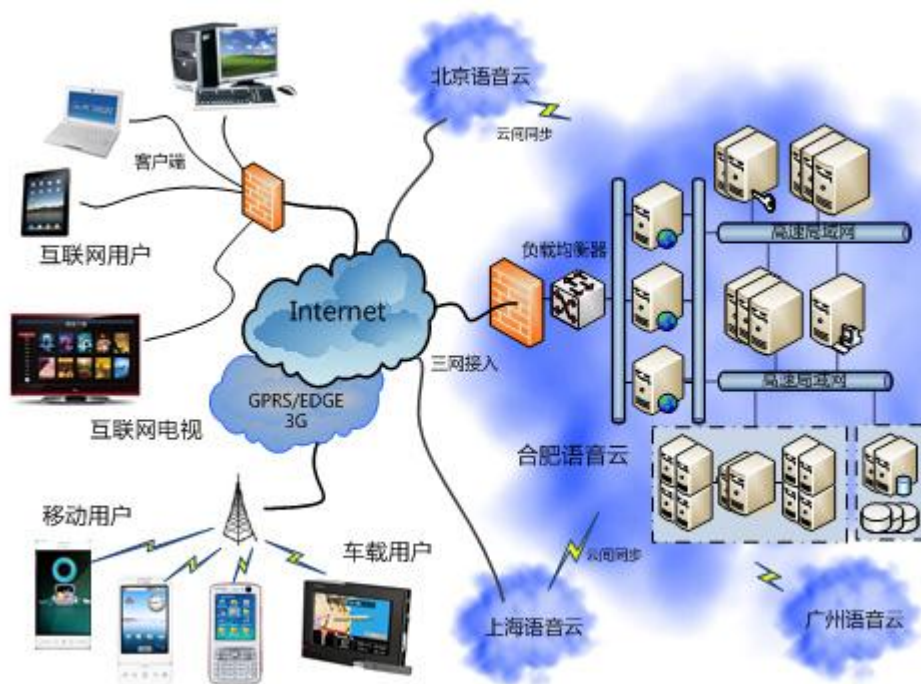 北京语音云
云间同步
客户端
互联网用户
负载均衡器
高速局域网
Internet
三网接入
高速局域网
GPRS/EDGE
3G
互联网电视
合肥语音云
移动用户
车载用户
云间同步
上海语音云
广州语音云